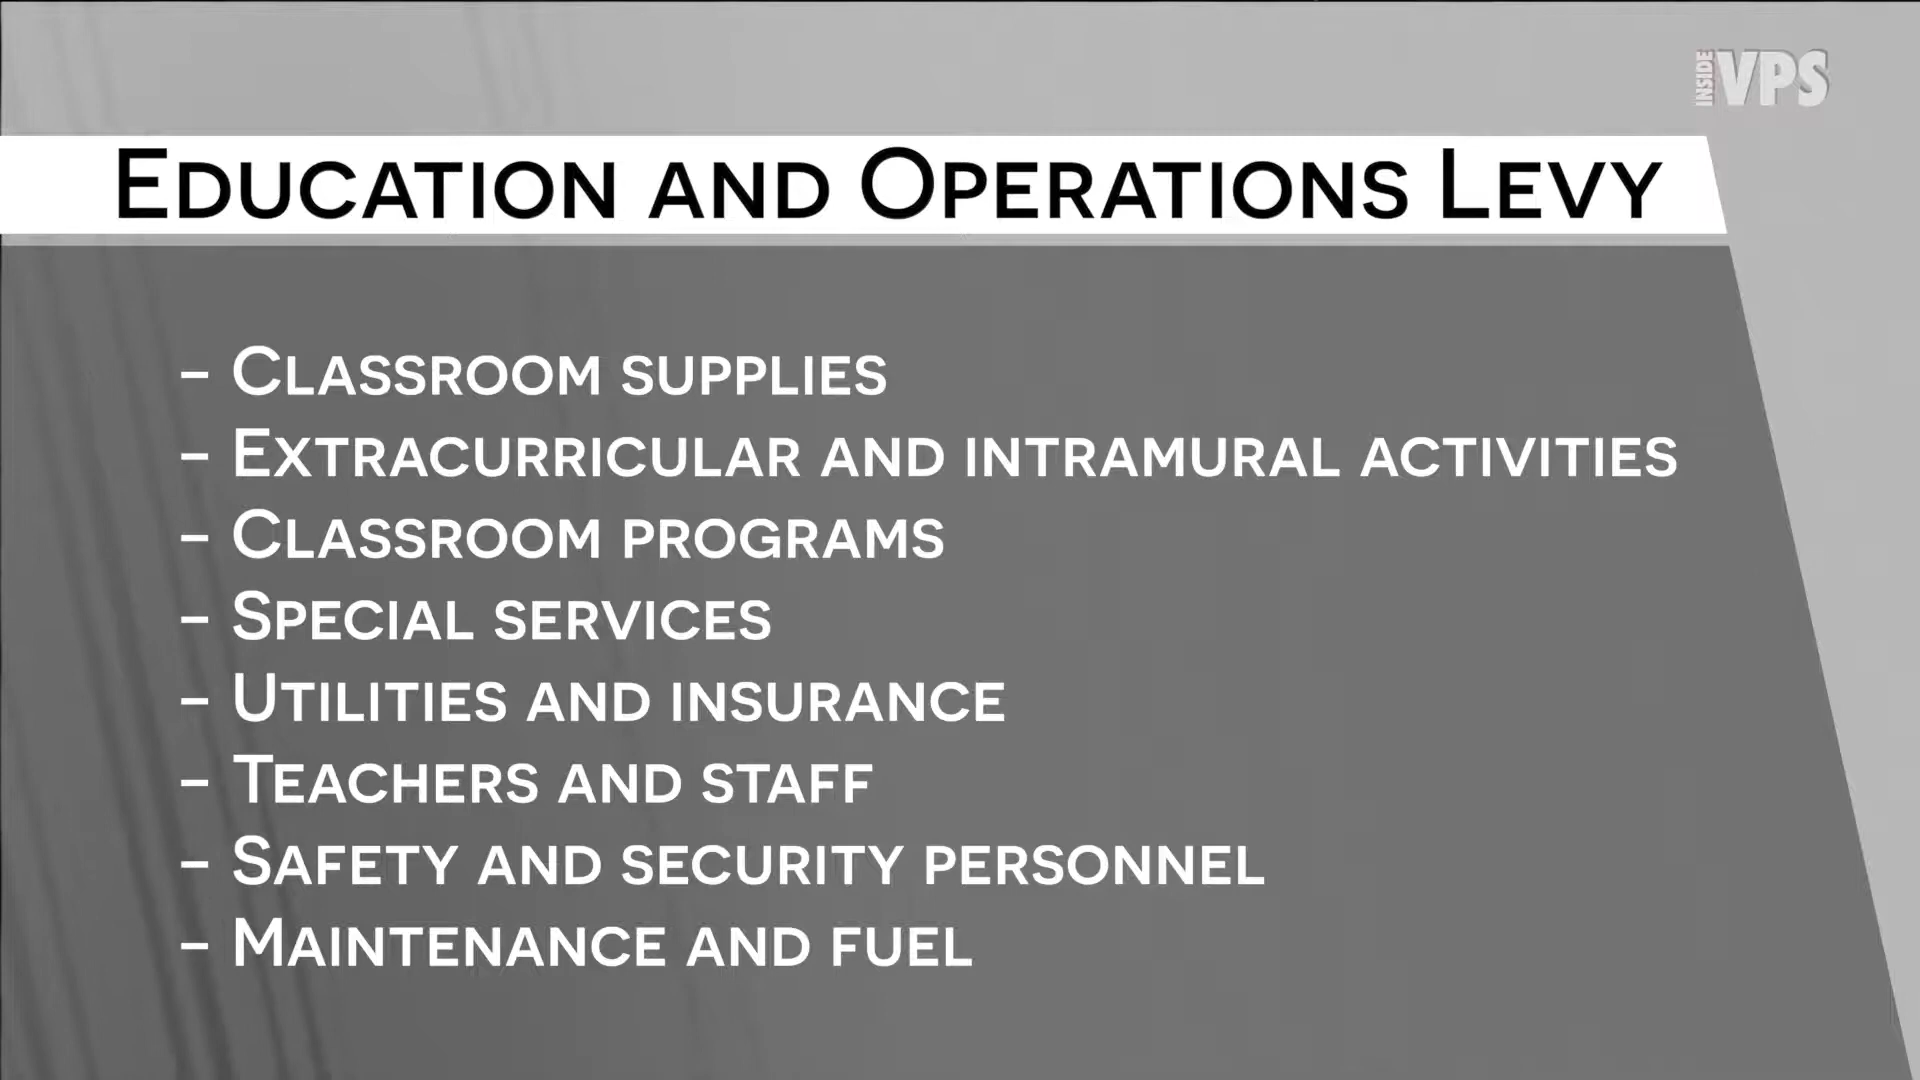 INSIDE VPS
EDUCATION AND OPERATIONS LEVY
- CLASSROOM SUPPLIES
- EXTRACURRICULAR AND INTRAMURAL ACTIVITIES
- CLASSROOM PROGRAMS
- SPECIAL SERVICES
- UTILITIES AND INSURANCE
- TEACHERS AND STAFF
- SAFETY AND SECURITY PERSONNEL
- MAINTENANCE AND FUEL